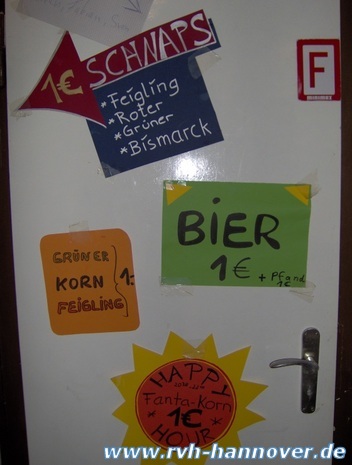 1€ SCHNAPS
*Feigling
*Roter
*Grüner
*Bismarck
F
BiER
1€ + Pfand
1€
GRÜNER
KORN
FEIGLING
1:-
HAPPY
Fanta-Korn
* 1€ *
HOUR
www.rvh-hannover.de